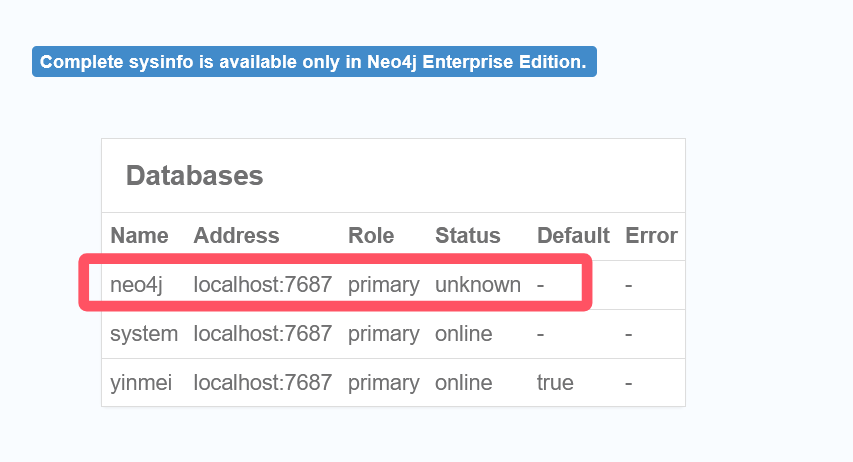 Complete sysinfo is available only in Neo4j Enterprise Edition.
Databases
Name Address Role Status Default Error
neo4j localhost:7687 primary unknown - -
system localhost:7687 primary online - -
yinmei localhost:7687 primary online true -